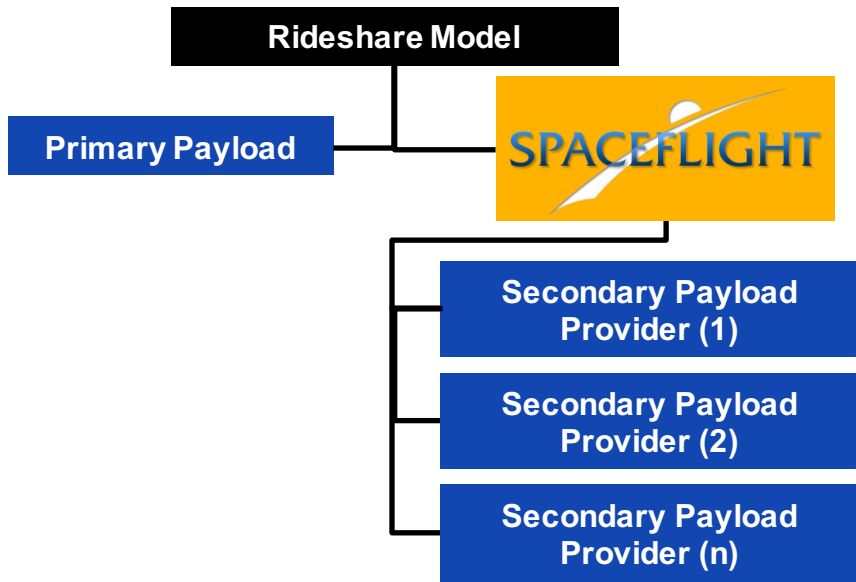 Rideshare Model
Primary Payload
SPACEFLIGHT
Secondary Payload
Provider (1)
Secondary Payload
Provider (2)
Secondary Payload
Provider (n)